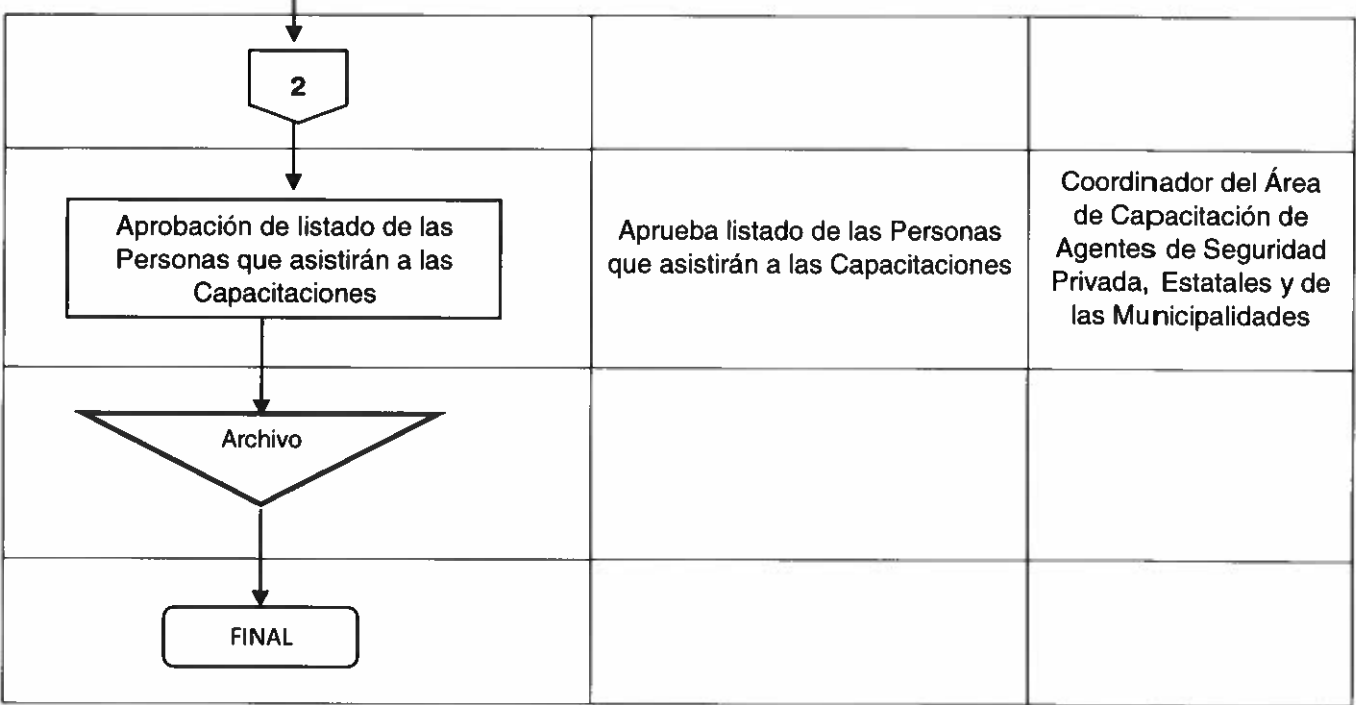 2
Aprobación de listado de las
Personas que asistirán a las
Capacitaciones
Aprueba listado de las Personas
que asistirán a las Capacitaciones
Coordinador del Área
de Capacitación de
Agentes de Seguridad
Privada, Estatales y de
las Municipalidades
Archivo
FINAL